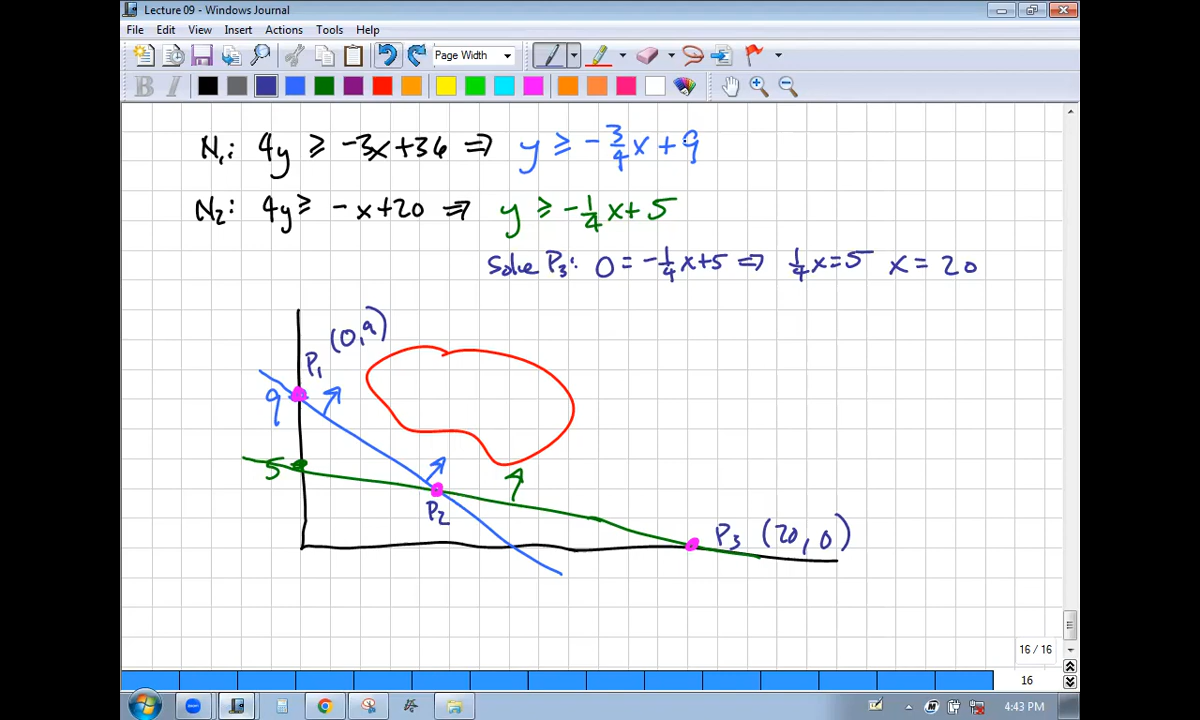 Lecture 09 - Windows Journal
File Edit View Insert Actions Tools Help
Page Width
B I
N₁: 4y ≥ -3x+36 ⟹ y ≥ -3/4x+9
N₂: 4y ≥ -x+20 ⟹ y ≥ -1/4x+5
Solve P₃: 0 = -1/4x+5 ⟹ 1/4x=5 x = 20
(0,9)
P₁
9
5
P₂
P₃ (20,0)
16 / 16
16
4:43 PM